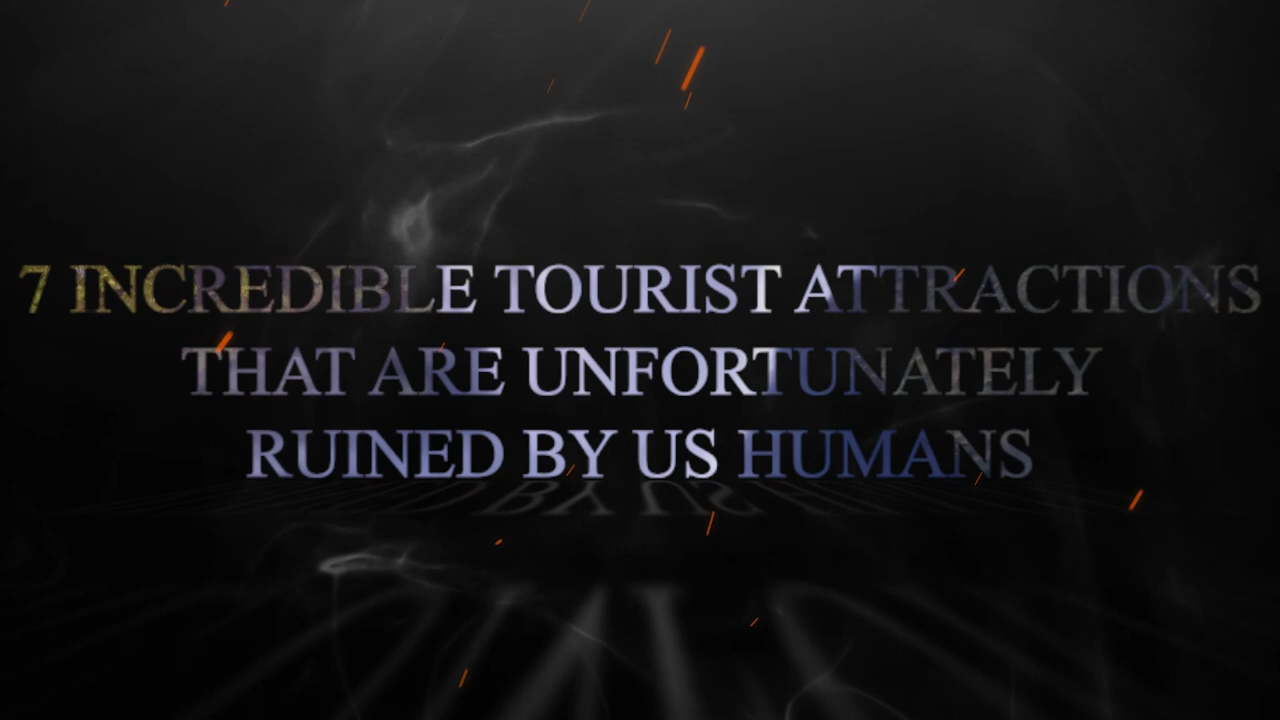 7 INCREDIBLE TOURIST ATTRACTIONS
THAT ARE UNFORTUNATELY
RUINED BY US HUMANS